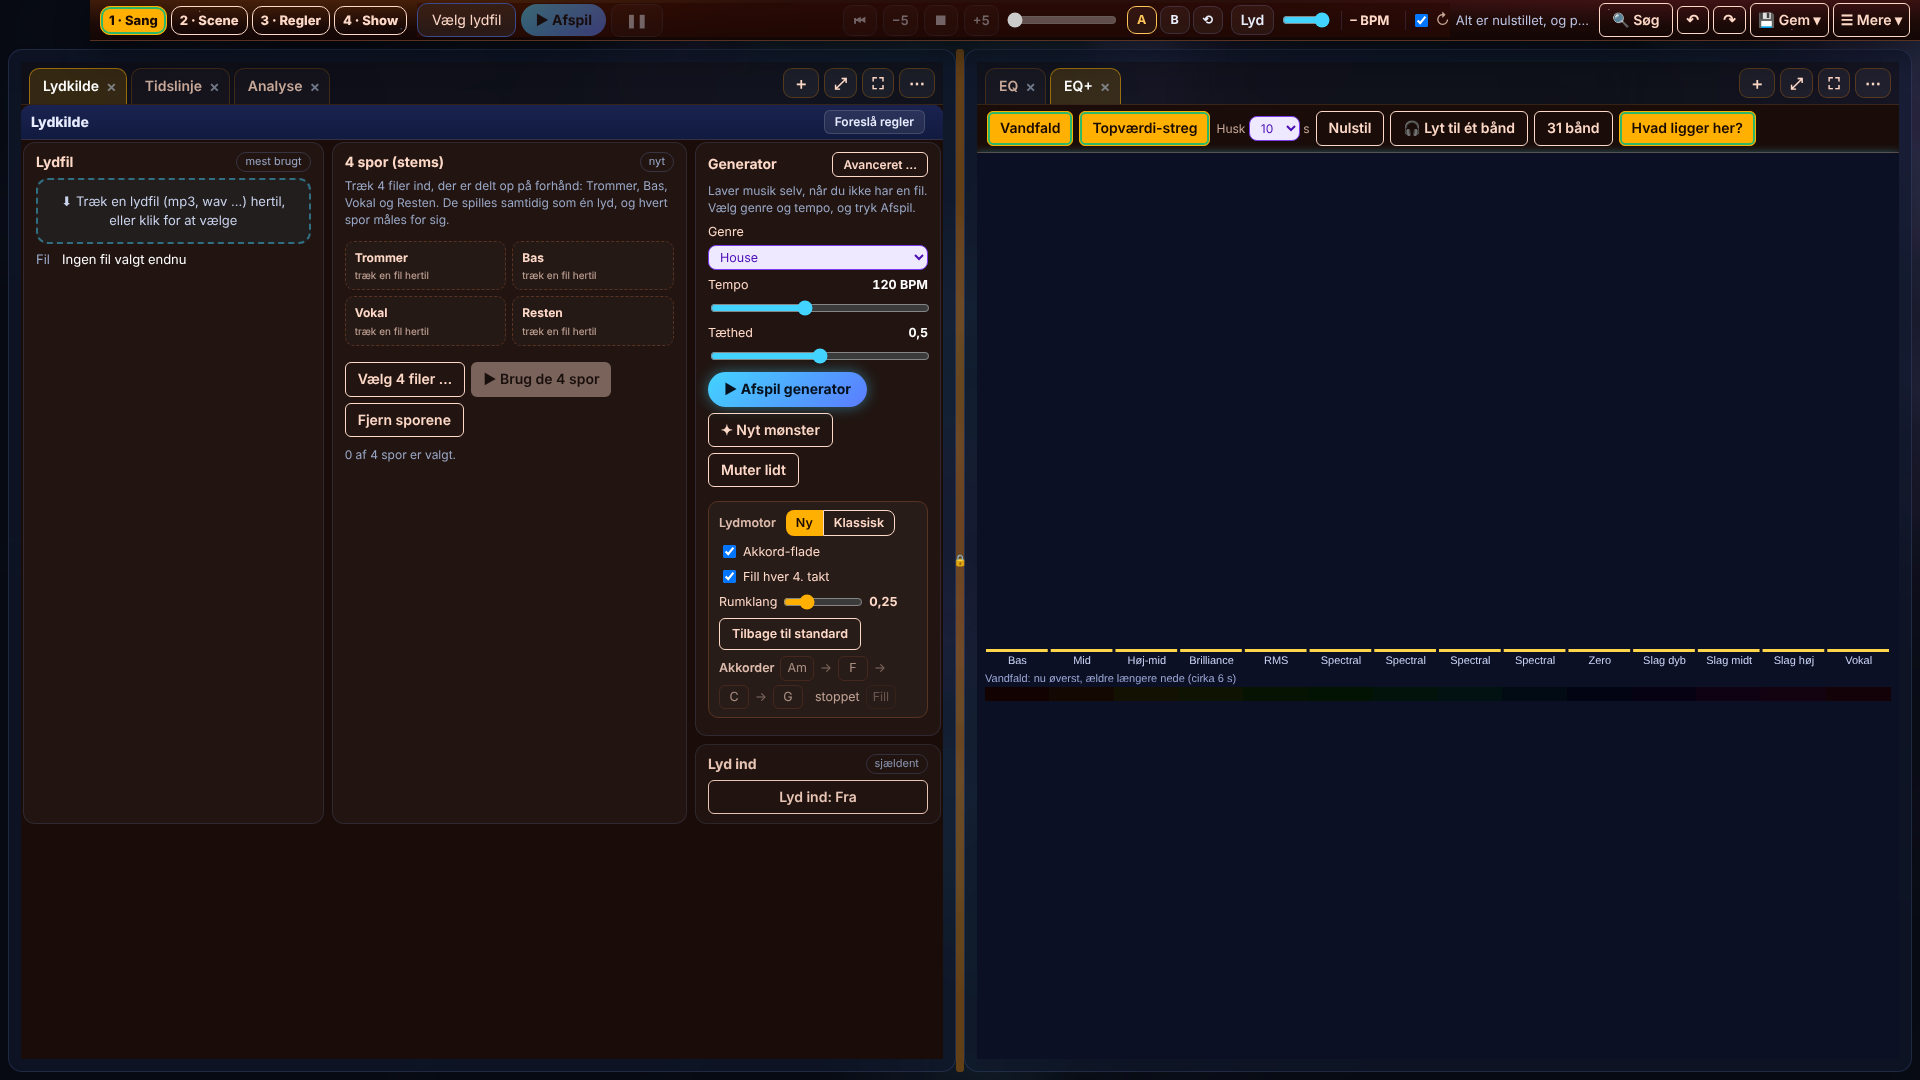 1 · Sang 2 · Scene 3 · Regler 4 · Show Vælg lydfil ▶ Afspil ❚❚ ⏮ −5 ■ +5 A B ⟲ Lyd – BPM ↻ Alt er nulstillet, og p... 🔍 Søg ↶ ↷ 💾 Gem ▾ ☰ Mere ▾
Lydkilde × Tidslinje × Analyse × + ⤢ ⛶ ⋯
EQ × EQ+ × + ⤢ ⛶ ⋯
Lydkilde Foreslå regler
Lydfil mest brugt
⬇ Træk en lydfil (mp3, wav ...) hertil,
eller klik for at vælge
Fil Ingen fil valgt endnu
4 spor (stems) nyt
Træk 4 filer ind, der er delt op på forhånd: Trommer, Bas,
Vokal og Resten. De spilles samtidig som én lyd, og hvert
spor måles for sig.
Trommer
træk en fil hertil
Bas
træk en fil hertil
Vokal
træk en fil hertil
Resten
træk en fil hertil
Vælg 4 filer ... ▶ Brug de 4 spor
Fjern sporene
0 af 4 spor er valgt.
Generator Avanceret ...
Laver musik selv, når du ikke har en fil.
Vælg genre og tempo, og tryk Afspil.
Genre
House
Tempo 120 BPM
Tæthed 0,5
▶ Afspil generator
✦ Nyt mønster
Muter lidt
Lydmotor Ny Klassisk
Akkord-flade
Fill hver 4. takt
Rumklang 0,25
Tilbage til standard
Akkorder Am → F →
C → G stoppet Fill
Lyd ind sjældent
Lyd ind: Fra
🔒
Vandfald Topværdi-streg Husk 10 s Nulstil 🎧 Lyt til ét bånd 31 bånd Hvad ligger her?
Bas Mid Høj-mid Brilliance RMS Spectral Spectral Spectral Spectral Zero Slag dyb Slag midt Slag høj Vokal
Vandfald: nu øverst, ældre længere nede (cirka 6 s)